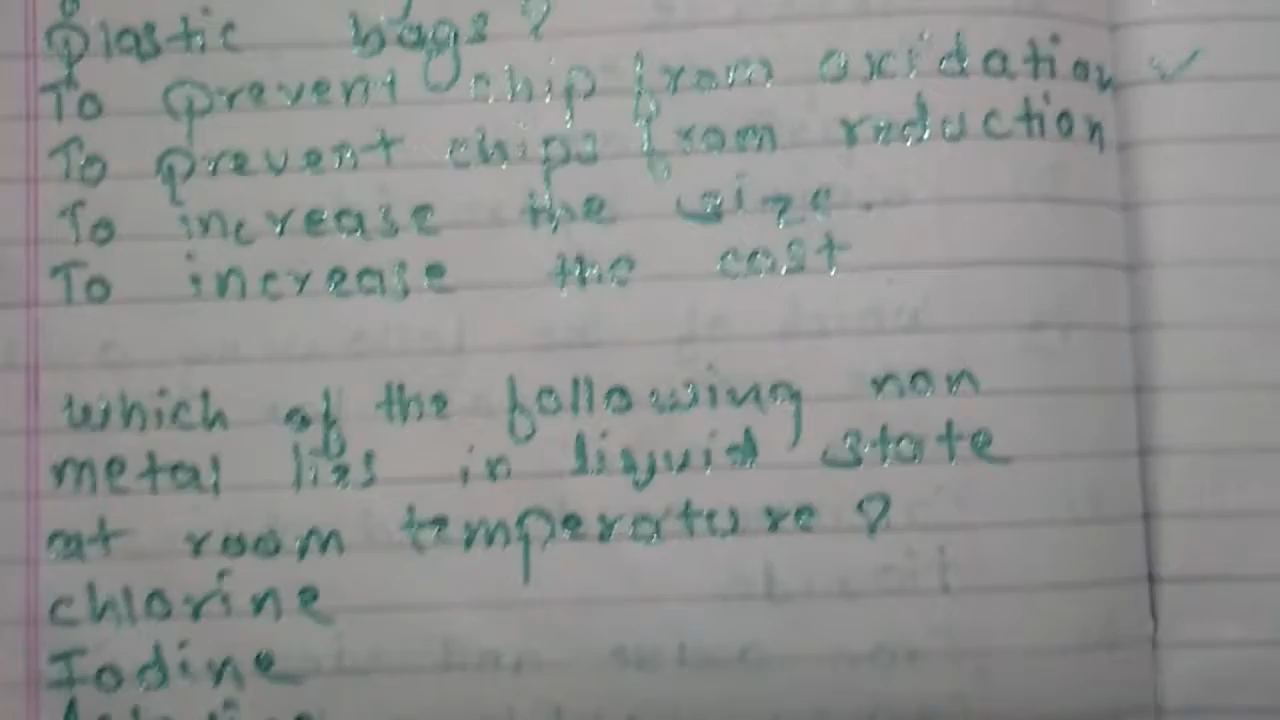 Plastic bags?
To prevent chip from oxidation ✓
To prevent chips from reduction
To increase the size.
To increase the cost
which of the following non
metal lies in liquid state
at room temperature?
chlorine
Iodine